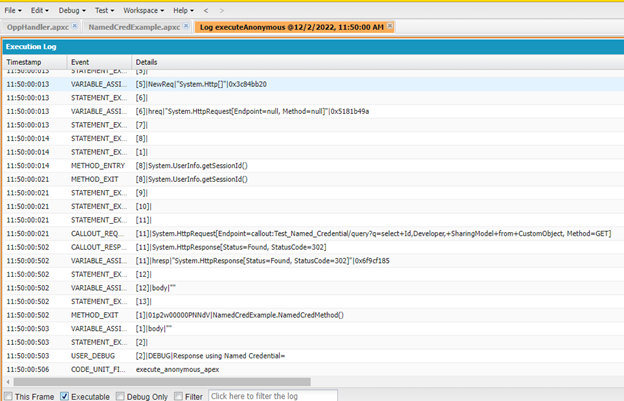 File Edit Debug Test Workspace Help < >
OppHandler.apxc NamedCredExample.apxc Log executeAnonymous @12/2/2022, 11:50:00 AM
Execution Log
Timestamp Event Details
11:50:00:013 STATEMENT_EX... [5]|
11:50:00:013 VARIABLE_ASSI... [5]|NewReq|"System.Http[]"|0x3c84bb20
11:50:00:013 STATEMENT_EX... [6]|
11:50:00:013 VARIABLE_ASSI... [6]|hreq|"System.HttpRequest[Endpoint=null, Method=null]"|0x5181b49a
11:50:00:013 STATEMENT_EX... [7]|
11:50:00:014 STATEMENT_EX... [8]|
11:50:00:014 STATEMENT_EX... [1]|
11:50:00:014 METHOD_ENTRY [8]|System.UserInfo.getSessionId()
11:50:00:021 METHOD_EXIT [8]|System.UserInfo.getSessionId()
11:50:00:021 STATEMENT_EX... [9]|
11:50:00:021 STATEMENT_EX... [10]|
11:50:00:021 STATEMENT_EX... [11]|
11:50:00:021 CALLOUT_REQ... [11]|System.HttpRequest[Endpoint=callout:Test_Named_Credential/query?q=select+Id,Developer,+SharingModel+from+CustomObject, Method=GET]
11:50:00:502 CALLOUT_RESP... [11]|System.HttpResponse[Status=Found, StatusCode=302]
11:50:00:502 VARIABLE_ASSI... [11]|hresp|"System.HttpResponse[Status=Found, StatusCode=302]"|0x6f9cf185
11:50:00:502 STATEMENT_EX... [12]|
11:50:00:502 VARIABLE_ASSI... [12]|body|""
11:50:00:502 STATEMENT_EX... [13]|
11:50:00:502 METHOD_EXIT [1]|01p2w00000PNNdV|NamedCredExample.NamedCredMethod()
11:50:00:503 VARIABLE_ASSI... [1]|body|""
11:50:00:503 STATEMENT_EX... [2]|
11:50:00:503 USER_DEBUG [2]|DEBUG|Response using Named Credential=
11:50:00:506 CODE_UNIT_FI... execute_anonymous_apex
This Frame Executable Debug Only Filter Click here to filter the log